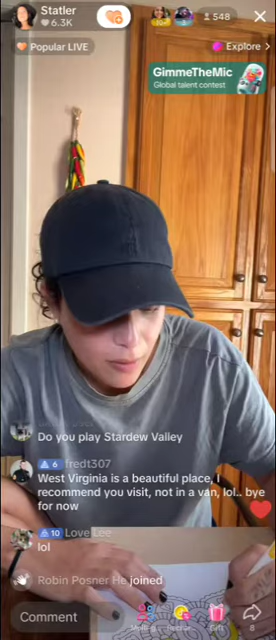 Statler
6.3K
548
Popular LIVE
Explore >
GimmeTheMic
Global talent contest
Do you play Stardew Valley
6 fredt307
West Virginia is a beautiful place, I
recommend you visit, not in a van, lol.. bye
for now
10 Love Lee
lol
Robin Posner He joined
Comment
Gift
8